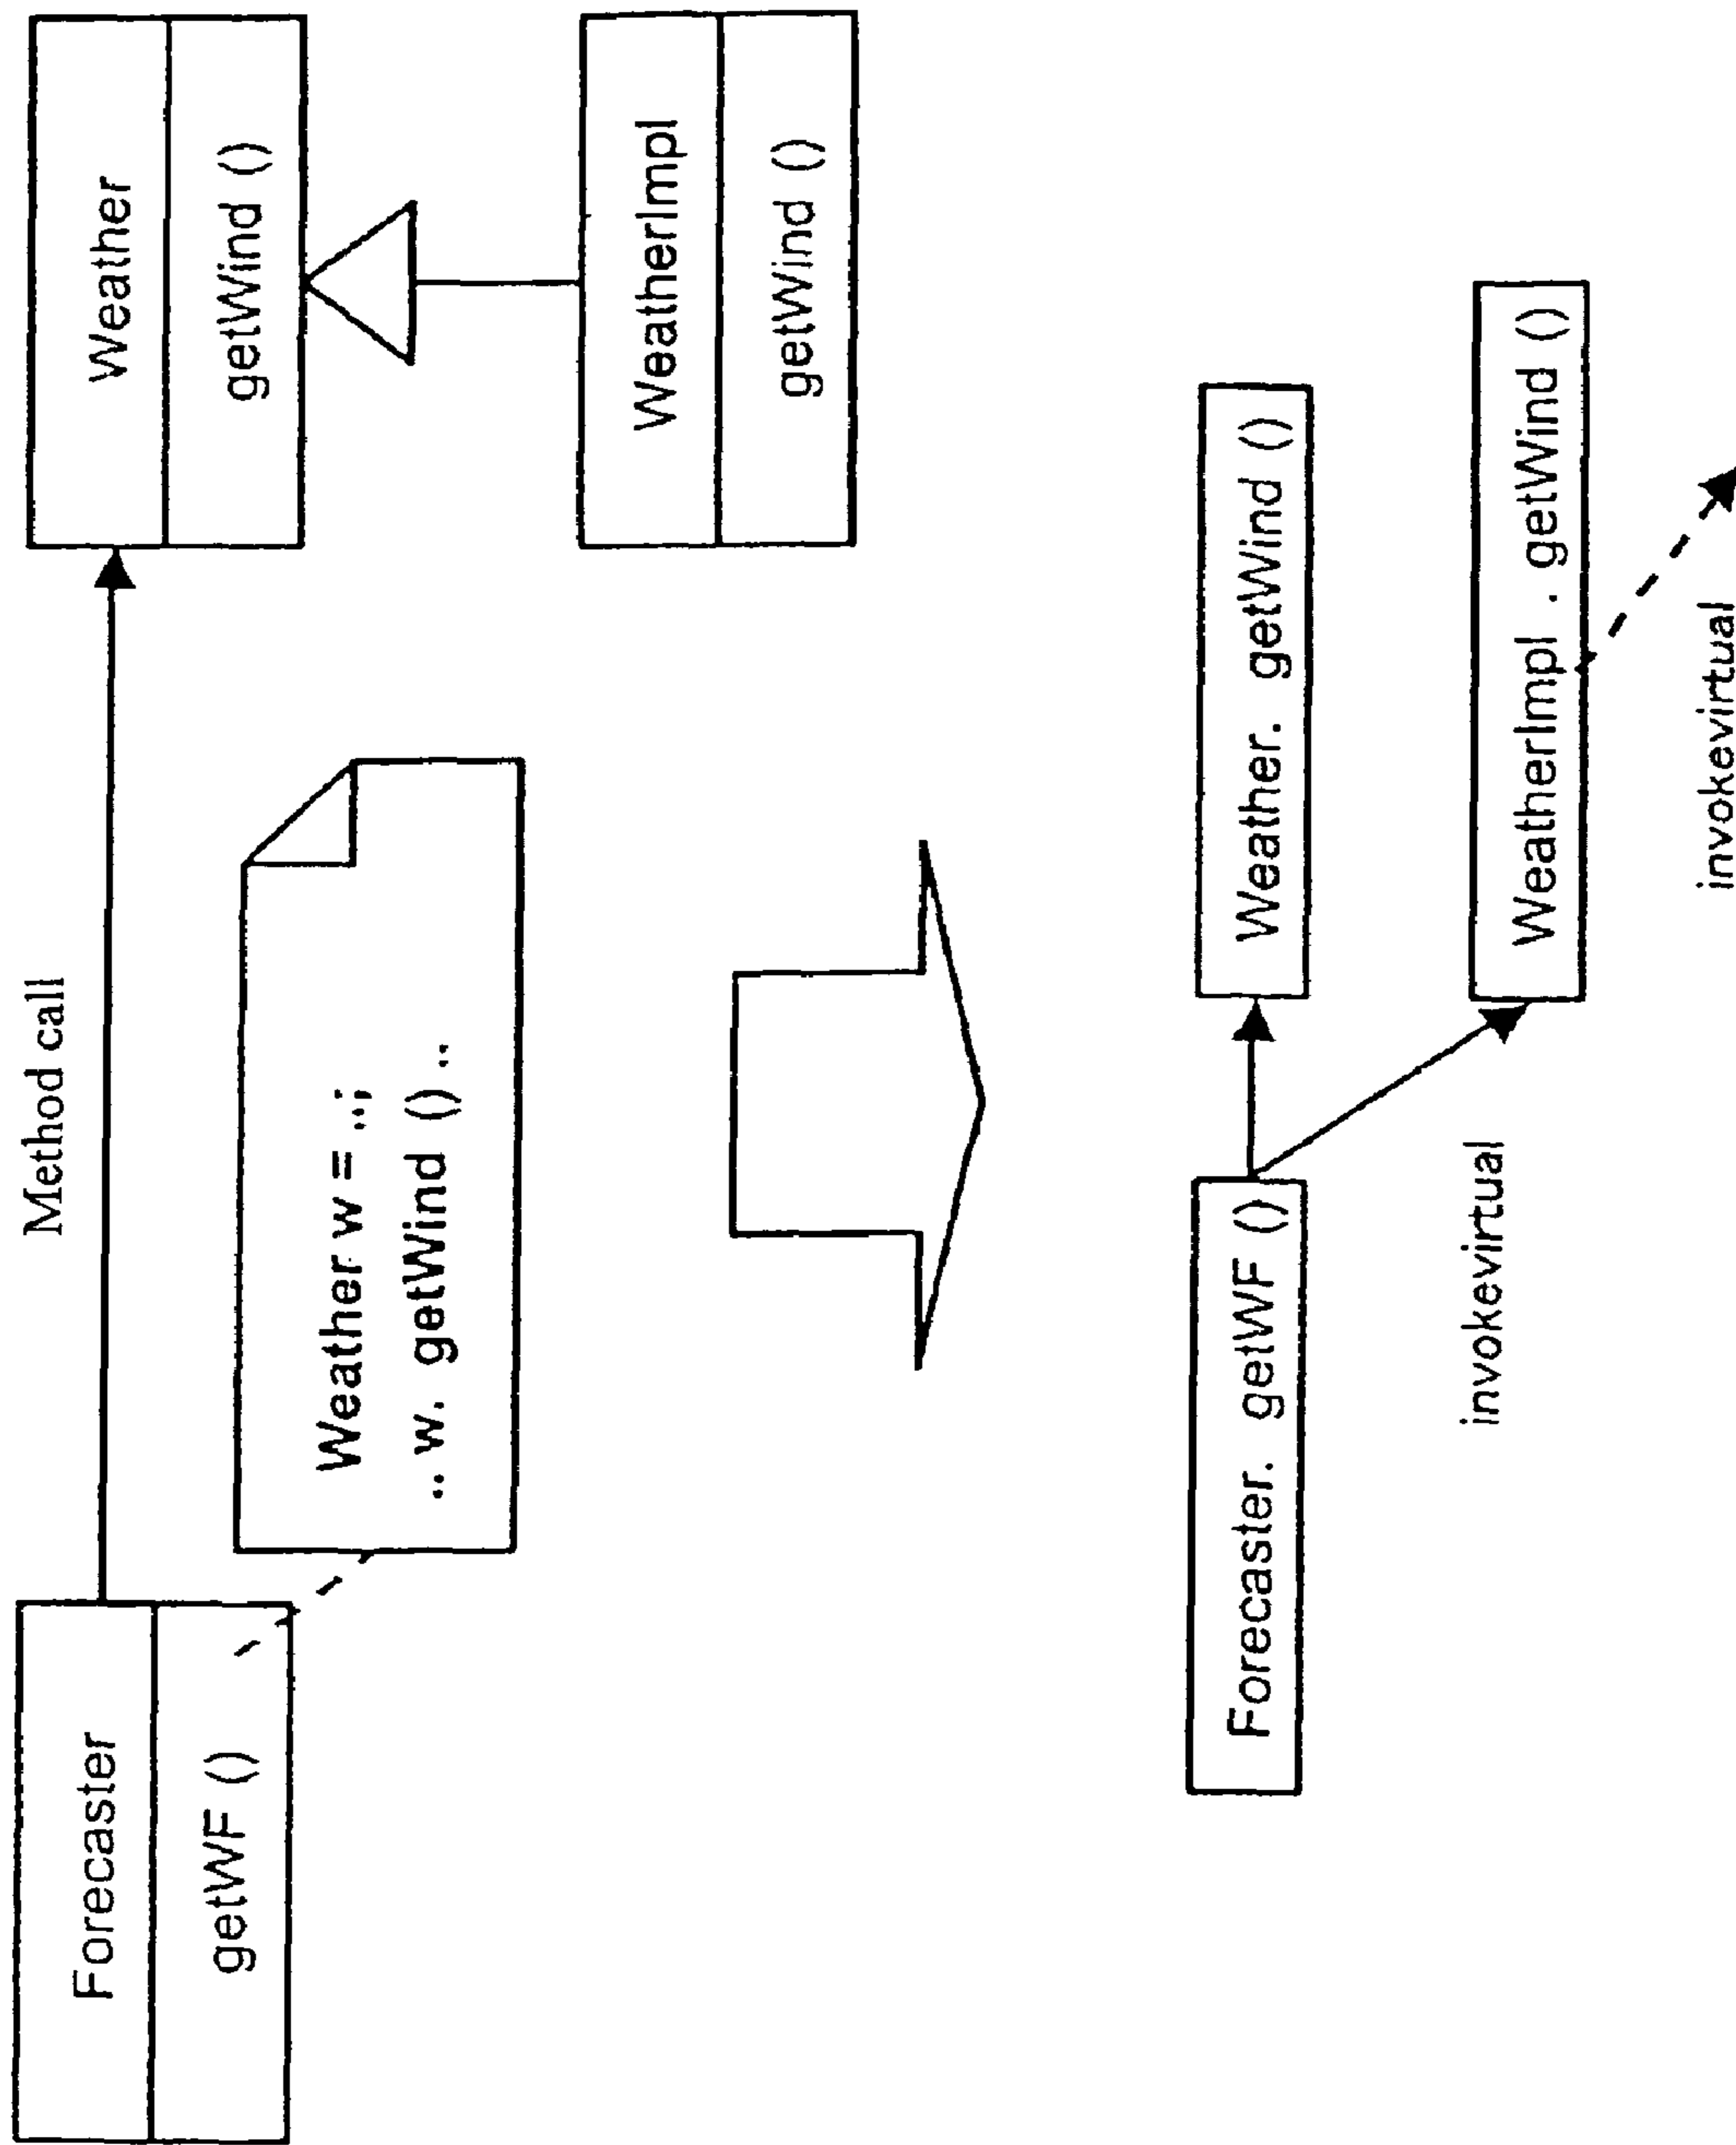 Method call
Forecaster
getWF ()
Weather
getWind ()
Weather w = ..;
.. w. getWind () ..
WeatherImpl
getWind ()
Forecaster. getWF ()
Weather. getWind ()
invokevirtual
WeatherImpl . getWind ()
invokevirtual